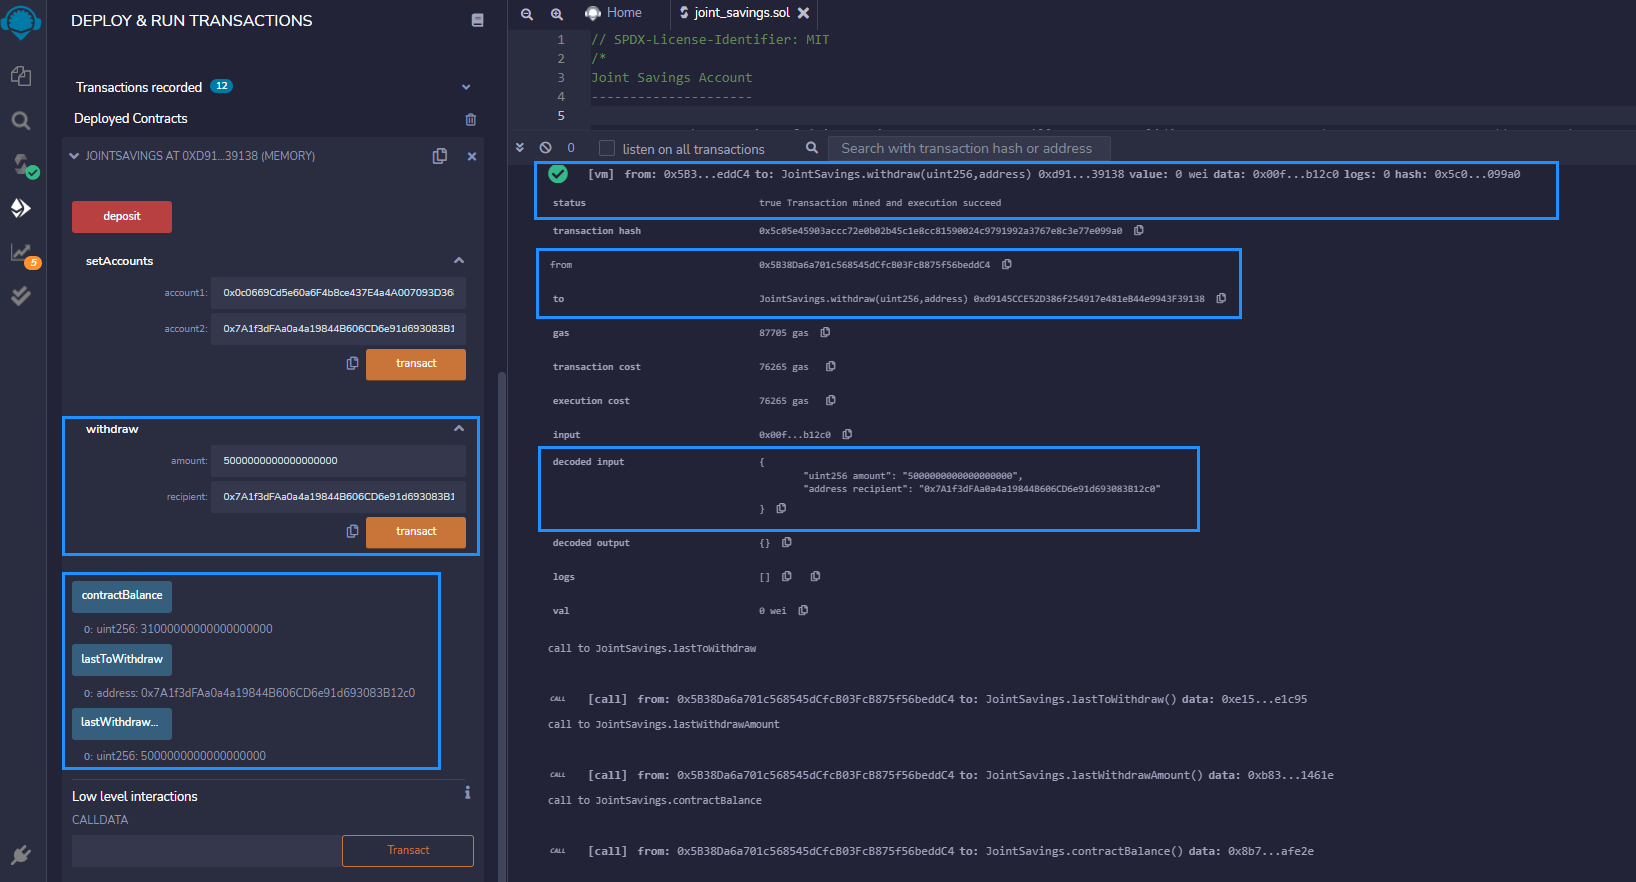 DEPLOY & RUN TRANSACTIONS
Transactions recorded 12
Deployed Contracts
JOINTSAVINGS AT 0XD91...39138 (MEMORY)
deposit
setAccounts
account1: 0x0c0669Cd5e60a6F4b8ce437E4a4A007093D368
account2: 0x7A1f3dFAa0a4a19844B606CD6e91d693083B1
transact
withdraw
amount: 5000000000000000000
recipient: 0x7A1f3dFAa0a4a19844B606CD6e91d693083B1
transact
contractBalance
0: uint256: 31000000000000000000
lastToWithdraw
0: address: 0x7A1f3dFAa0a4a19844B606CD6e91d693083B12c0
lastWithdraw...
0: uint256: 5000000000000000000
Low level interactions
CALLDATA
Transact
5
Home
joint_savings.sol
1 // SPDX-License-Identifier: MIT
2 /*
3 Joint Savings Account
4 ---------------------
5
0 listen on all transactions
Search with transaction hash or address
[vm] from: 0x5B3...eddC4 to: JointSavings.withdraw(uint256,address) 0xd91...39138 value: 0 wei data: 0x00f...b12c0 logs: 0 hash: 0x5c0...099a0
status true Transaction mined and execution succeed
transaction hash 0x5c05e45903accc72e0b02b45c1e8cc81590024c9791992a3767e8c3e77e099a0
from 0x5B38Da6a701c568545dCfcB03FcB875f56beddC4
to JointSavings.withdraw(uint256,address) 0xd9145CCE52D386f254917e481eB44e9943F39138
gas 87705 gas
transaction cost 76265 gas
execution cost 76265 gas
input 0x00f...b12c0
decoded input {
"uint256 amount": "5000000000000000000",
"address recipient": "0x7A1f3dFAa0a4a19844B606CD6e91d693083B12c0"
}
decoded output {}
logs []
val 0 wei
call to JointSavings.lastToWithdraw
CALL [call] from: 0x5B38Da6a701c568545dCfcB03FcB875f56beddC4 to: JointSavings.lastToWithdraw() data: 0xe15...e1c95
call to JointSavings.lastWithdrawAmount
CALL [call] from: 0x5B38Da6a701c568545dCfcB03FcB875f56beddC4 to: JointSavings.lastWithdrawAmount() data: 0xb83...1461e
call to JointSavings.contractBalance
CALL [call] from: 0x5B38Da6a701c568545dCfcB03FcB875f56beddC4 to: JointSavings.contractBalance() data: 0x8b7...afe2e